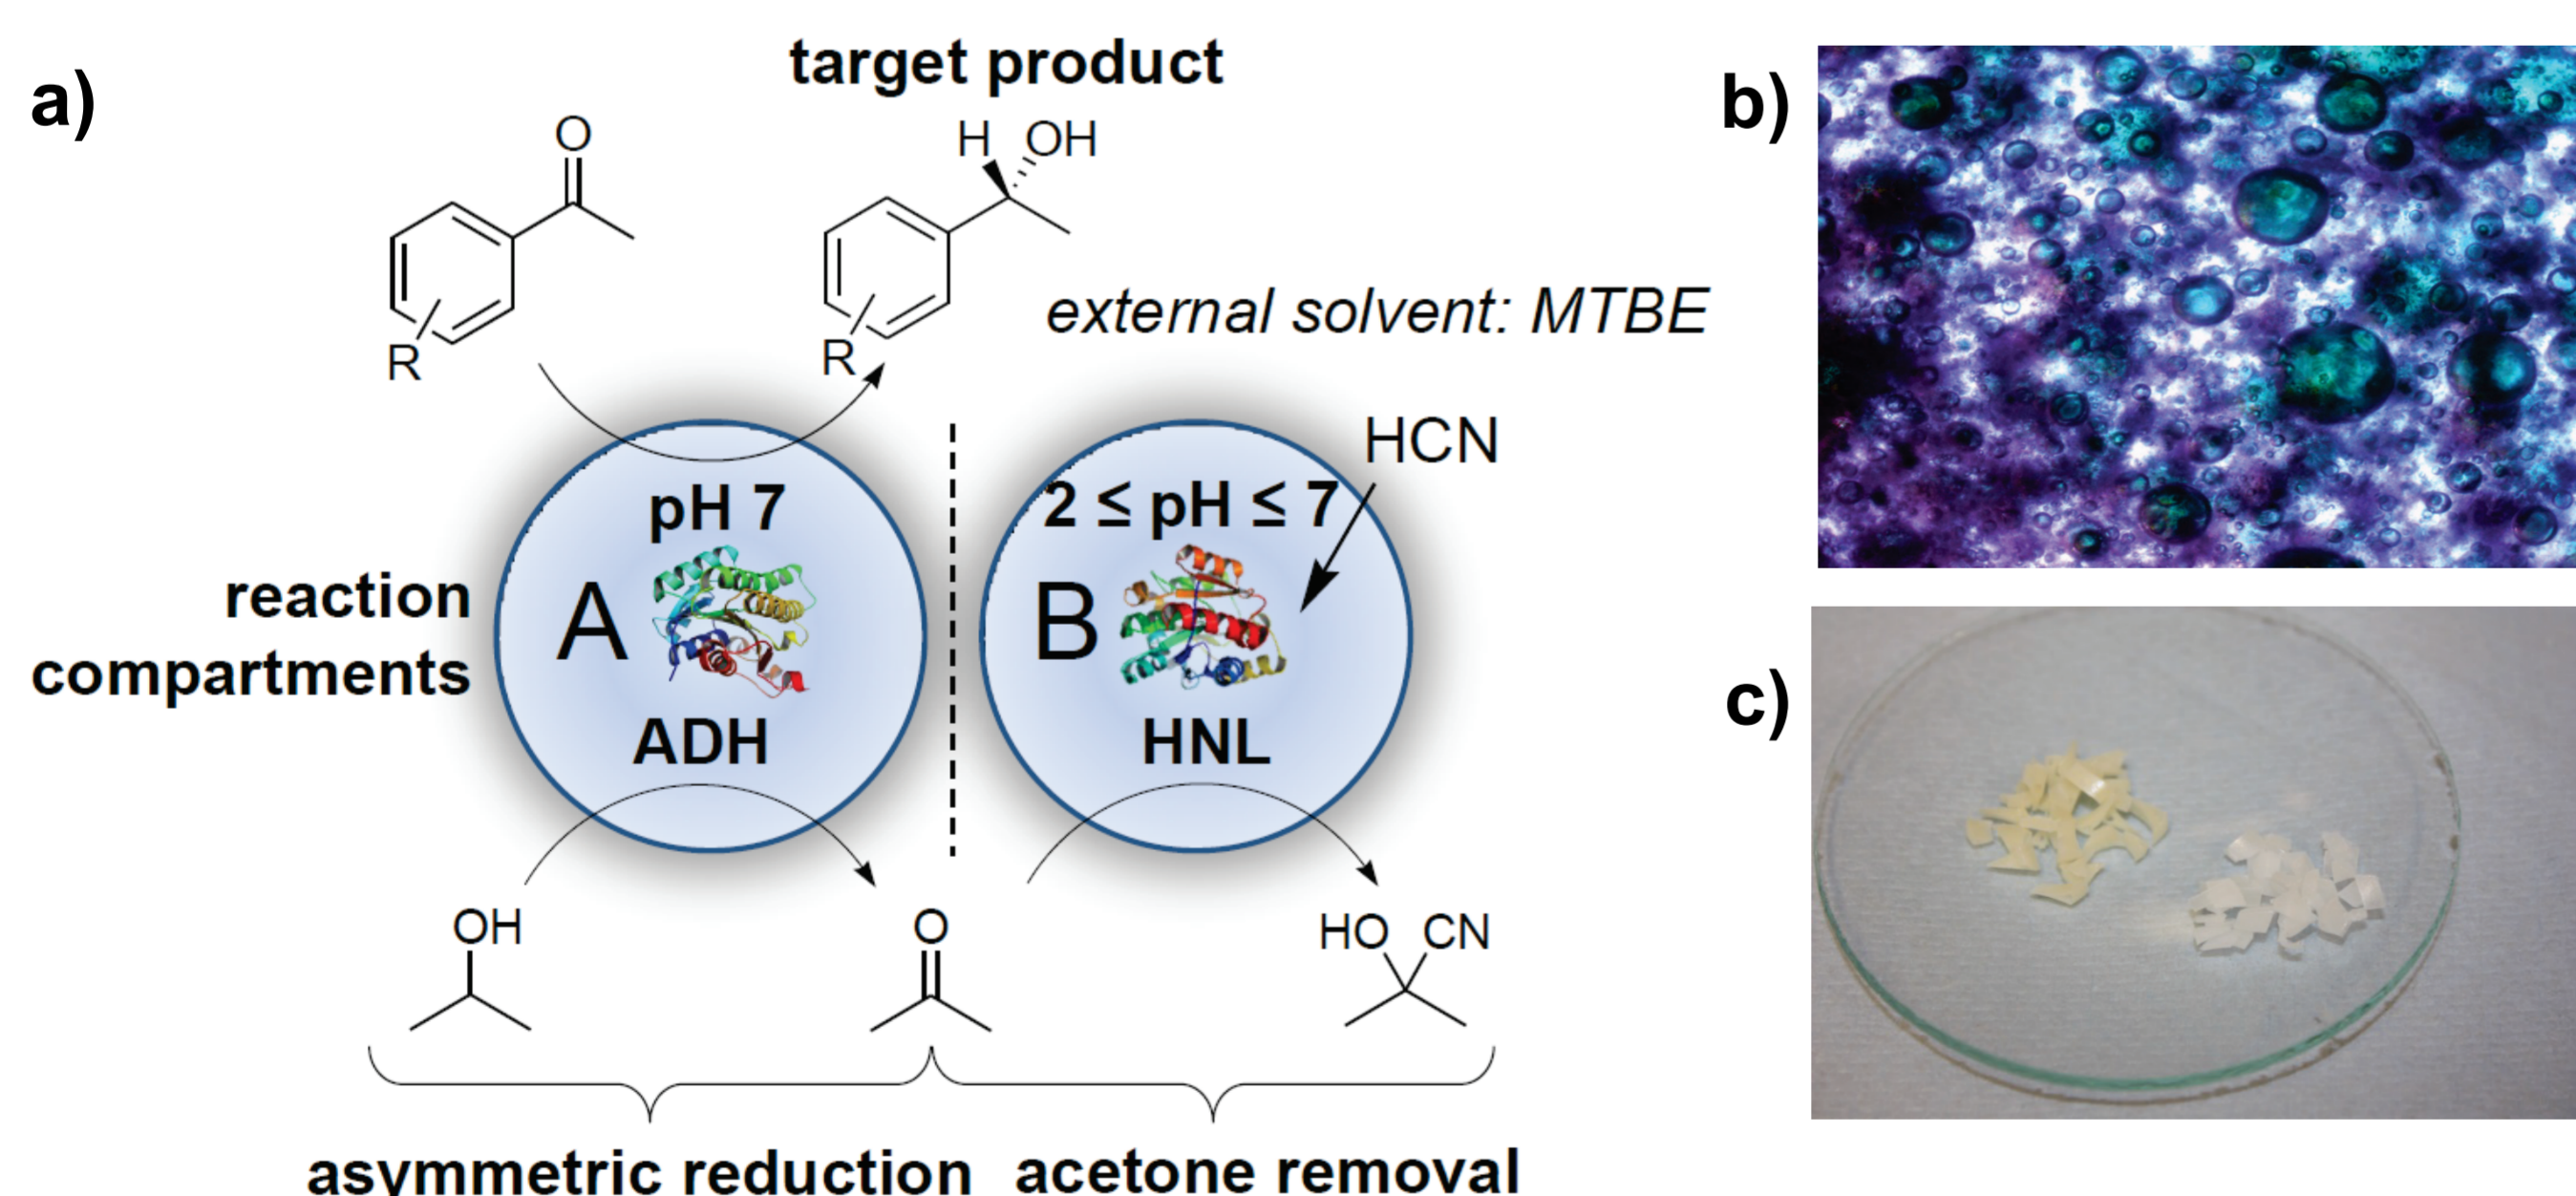 a)
target product
O
R
H OH
R
external solvent: MTBE
HCN
reaction
compartments
pH 7
A
ADH
2 ≤ pH ≤ 7
B
HNL
OH
O
HO CN
asymmetric reduction
acetone removal
b)
c)